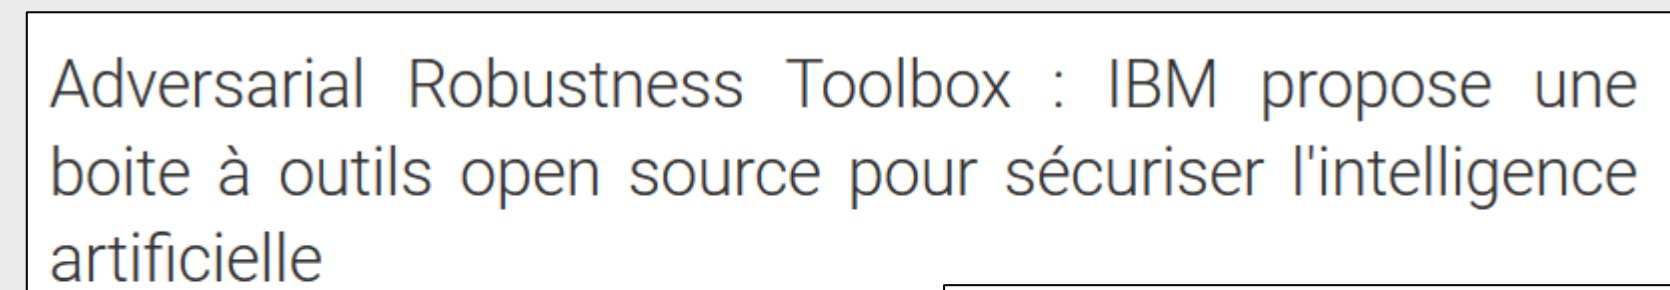 Adversarial Robustness Toolbox : IBM propose une
boite à outils open source pour sécuriser l'intelligence
artificielle